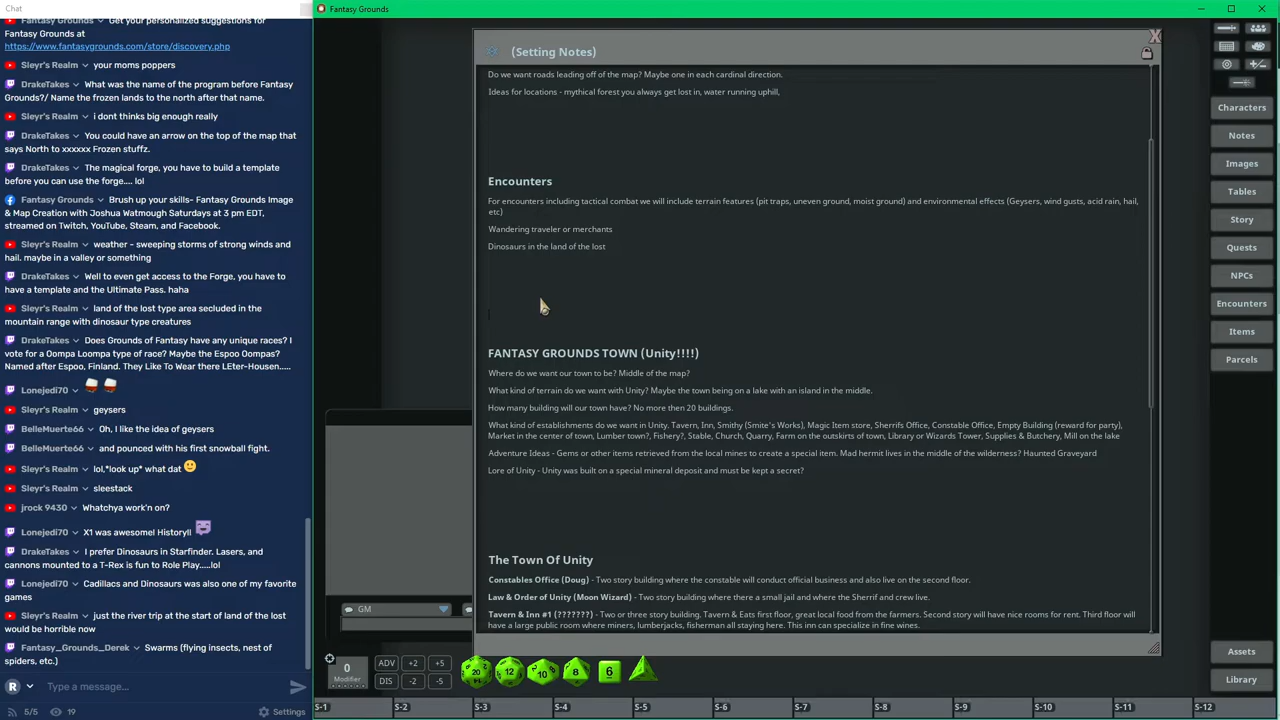 Chat
Fantasy Grounds Get your personalized suggestions for
Fantasy Grounds at
https://www.fantasygrounds.com/store/discovery.php
Sleyr's Realm your moms poppers
DrakeTakes What was the name of the program before Fantasy
Grounds?/ Name the frozen lands to the north after that name.
Sleyr's Realm i dont thinks big enough really
DrakeTakes You could have an arrow on the top of the map that
says North to xxxxxx Frozen stuffz.
DrakeTakes The magical forge, you have to build a template
before you can use the forge.... lol
Fantasy Grounds Brush up your skills- Fantasy Grounds Image
& Map Creation with Joshua Watmough Saturdays at 3 pm EDT,
streamed on Twitch, YouTube, Steam, and Facebook.
Sleyr's Realm weather - sweeping storms of strong winds and
hail. maybe in a valley or something
DrakeTakes Well to even get access to the Forge, you have to
have a template and the Ultimate Pass. haha
Sleyr's Realm land of the lost type area secluded in the
mountain range with dinosaur type creatures
DrakeTakes Does Grounds of Fantasy have any unique races? I
vote for a Oompa Loompa type of race? Maybe the Espoo Oompas?
Named after Espoo, Finland. They Like To Wear there LEter-Housen.....
Lonejedi70
Sleyr's Realm geysers
BelleMuerte66 Oh, I like the idea of geysers
BelleMuerte66 and pounced with his first snowball fight.
Sleyr's Realm lol,*look up* what dat
Sleyr's Realm sleestack
jrock 9430 Whatchya work'n on?
Lonejedi70 X1 was awesome! History!!
DrakeTakes I prefer Dinosaurs in Starfinder. Lasers, and
cannons mounted to a T-Rex is fun to Role Play.....lol
Lonejedi70 Cadillacs and Dinosaurs was also one of my favorite
games
Sleyr's Realm just the river trip at the start of land of the lost
would be horrible now
Fantasy_Grounds_Derek Swarms (flying insects, nest of
spiders, etc.)
R Type a message...
5/5 19 Settings
Fantasy Grounds
(Setting Notes)
X
Do we want roads leading off of the map? Maybe one in each cardinal direction.
Ideas for locations - mythical forest you always get lost in, water running uphill,
Encounters
For encounters including tactical combat we will include terrain features (pit traps, uneven ground, moist ground) and environmental effects (Geysers, wind gusts, acid rain, hail,
etc)
Wandering traveler or merchants
Dinosaurs in the land of the lost
FANTASY GROUNDS TOWN (Unity!!!!)
Where do we want our town to be? Middle of the map?
What kind of terrain do we want with Unity? Maybe the town being on a lake with an island in the middle.
How many building will our town have? No more then 20 buildings.
What kind of establishments do we want in Unity. Tavern, Inn, Smithy (Smite's Works), Magic Item store, Sherrifs Office, Constable Office, Empty Building (reward for party),
Market in the center of town, Lumber town?, Fishery?, Stable, Church, Quarry, Farm on the outskirts of town, Library or Wizards Tower, Supplies & Butchery, Mill on the lake
Adventure Ideas - Gems or other items retrieved from the local mines to create a special item. Mad hermit lives in the middle of the wilderness? Haunted Graveyard
Lore of Unity - Unity was built on a special mineral deposit and must be kept a secret?
The Town Of Unity
Constables Office (Doug) - Two story building where the constable will conduct official business and also live on the second floor.
Law & Order of Unity (Moon Wizard) - Two story building where there a small jail and where the Sherrif and crew live.
Tavern & Inn #1 (???????) - Two or three story building, Tavern & Eats first floor, great local food from the farmers. Second story will have nice rooms for rent. Third floor will
have a large public room where miners, lumberjacks, fisherman all staying here. This inn can specialize in fine wines.
GM
0
Modifier
ADV +2 +5
DIS -2 -5
20 12 10 8 6
S-1 S-2 S-3 S-4 S-5 S-6 S-7 S-8 S-9 S-10 S-11 S-12
Characters
Notes
Images
Tables
Story
Quests
NPCs
Encounters
Items
Parcels
Assets
Library